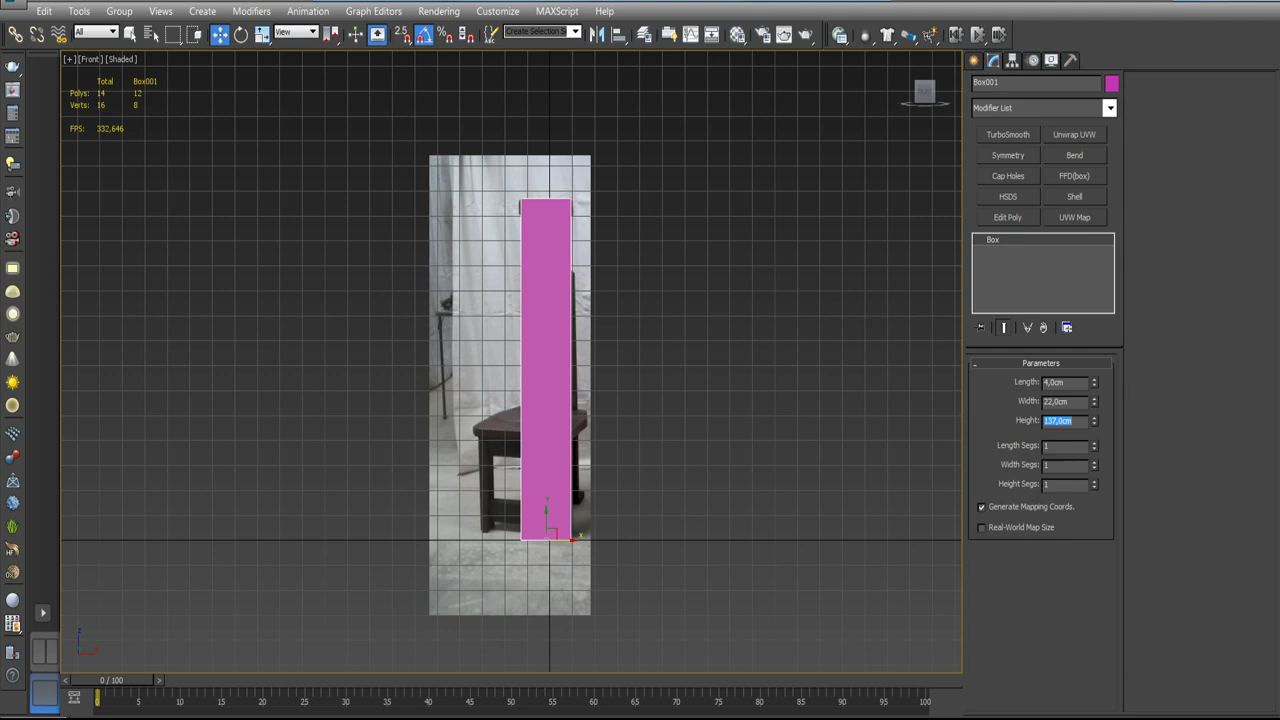 Edit Tools Group Views Create Modifiers Animation Graph Editors Rendering Customize MAXScript Help
All View 2.5 Create Selection S
[+] [Front] [Shaded]
Total Box001
Polys: 14 12
Verts: 16 8
FPS: 332,646
Box001
Modifier List
TurboSmooth Unwrap UVW
Symmetry Bend
Cap Holes FFD(box)
HSDS Shell
Edit Poly UVW Map
Box
- Parameters
Length: 4,0cm
Width: 22,0cm
Height: 137,0cm
Length Segs: 1
Width Segs: 1
Height Segs: 1
Generate Mapping Coords.
Real-World Map Size
y
x
z
< 0 / 100 >
0 5 10 15 20 25 30 35 40 45 50 55 60 65 70 75 80 85 90 95 100